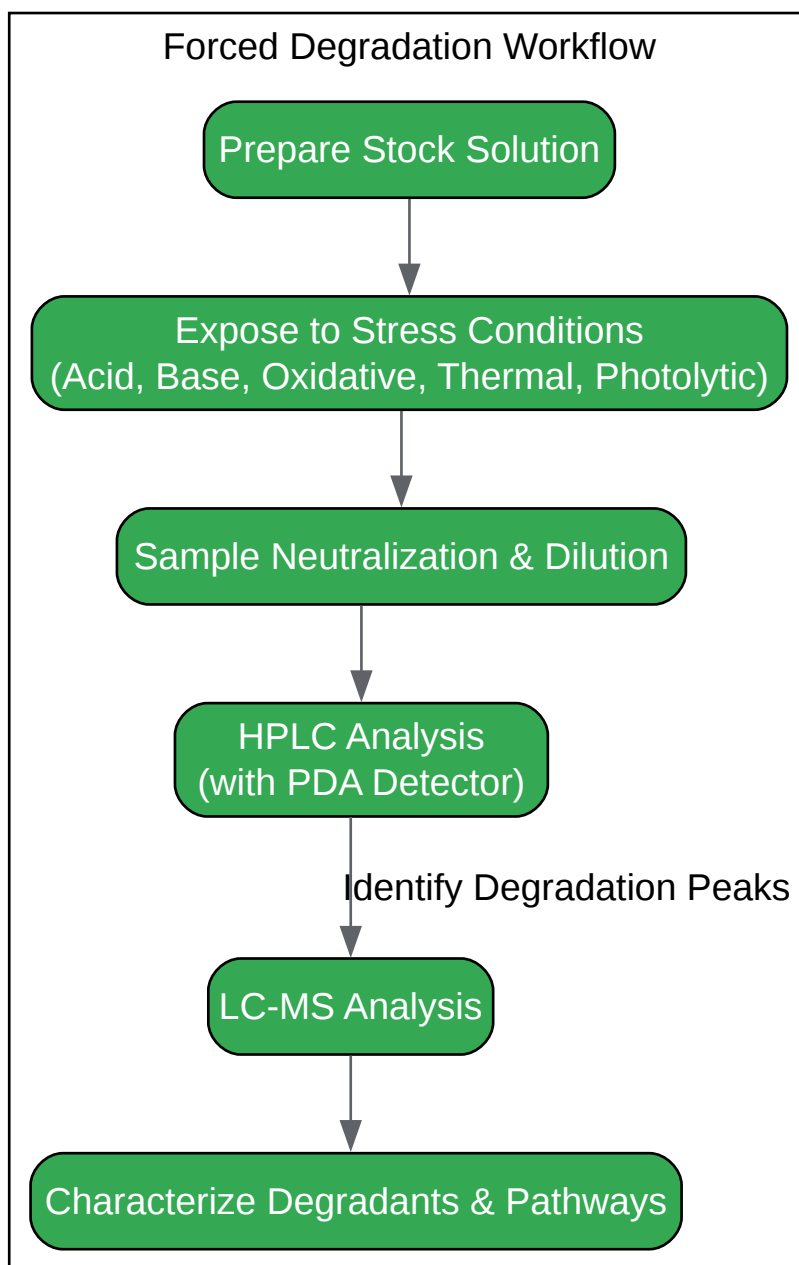 Forced Degradation Workflow
Prepare Stock Solution
Expose to Stress Conditions
(Acid, Base, Oxidative, Thermal, Photolytic)
Sample Neutralization & Dilution
HPLC Analysis
(with PDA Detector)
Identify Degradation Peaks
LC-MS Analysis
Characterize Degradants & Pathways